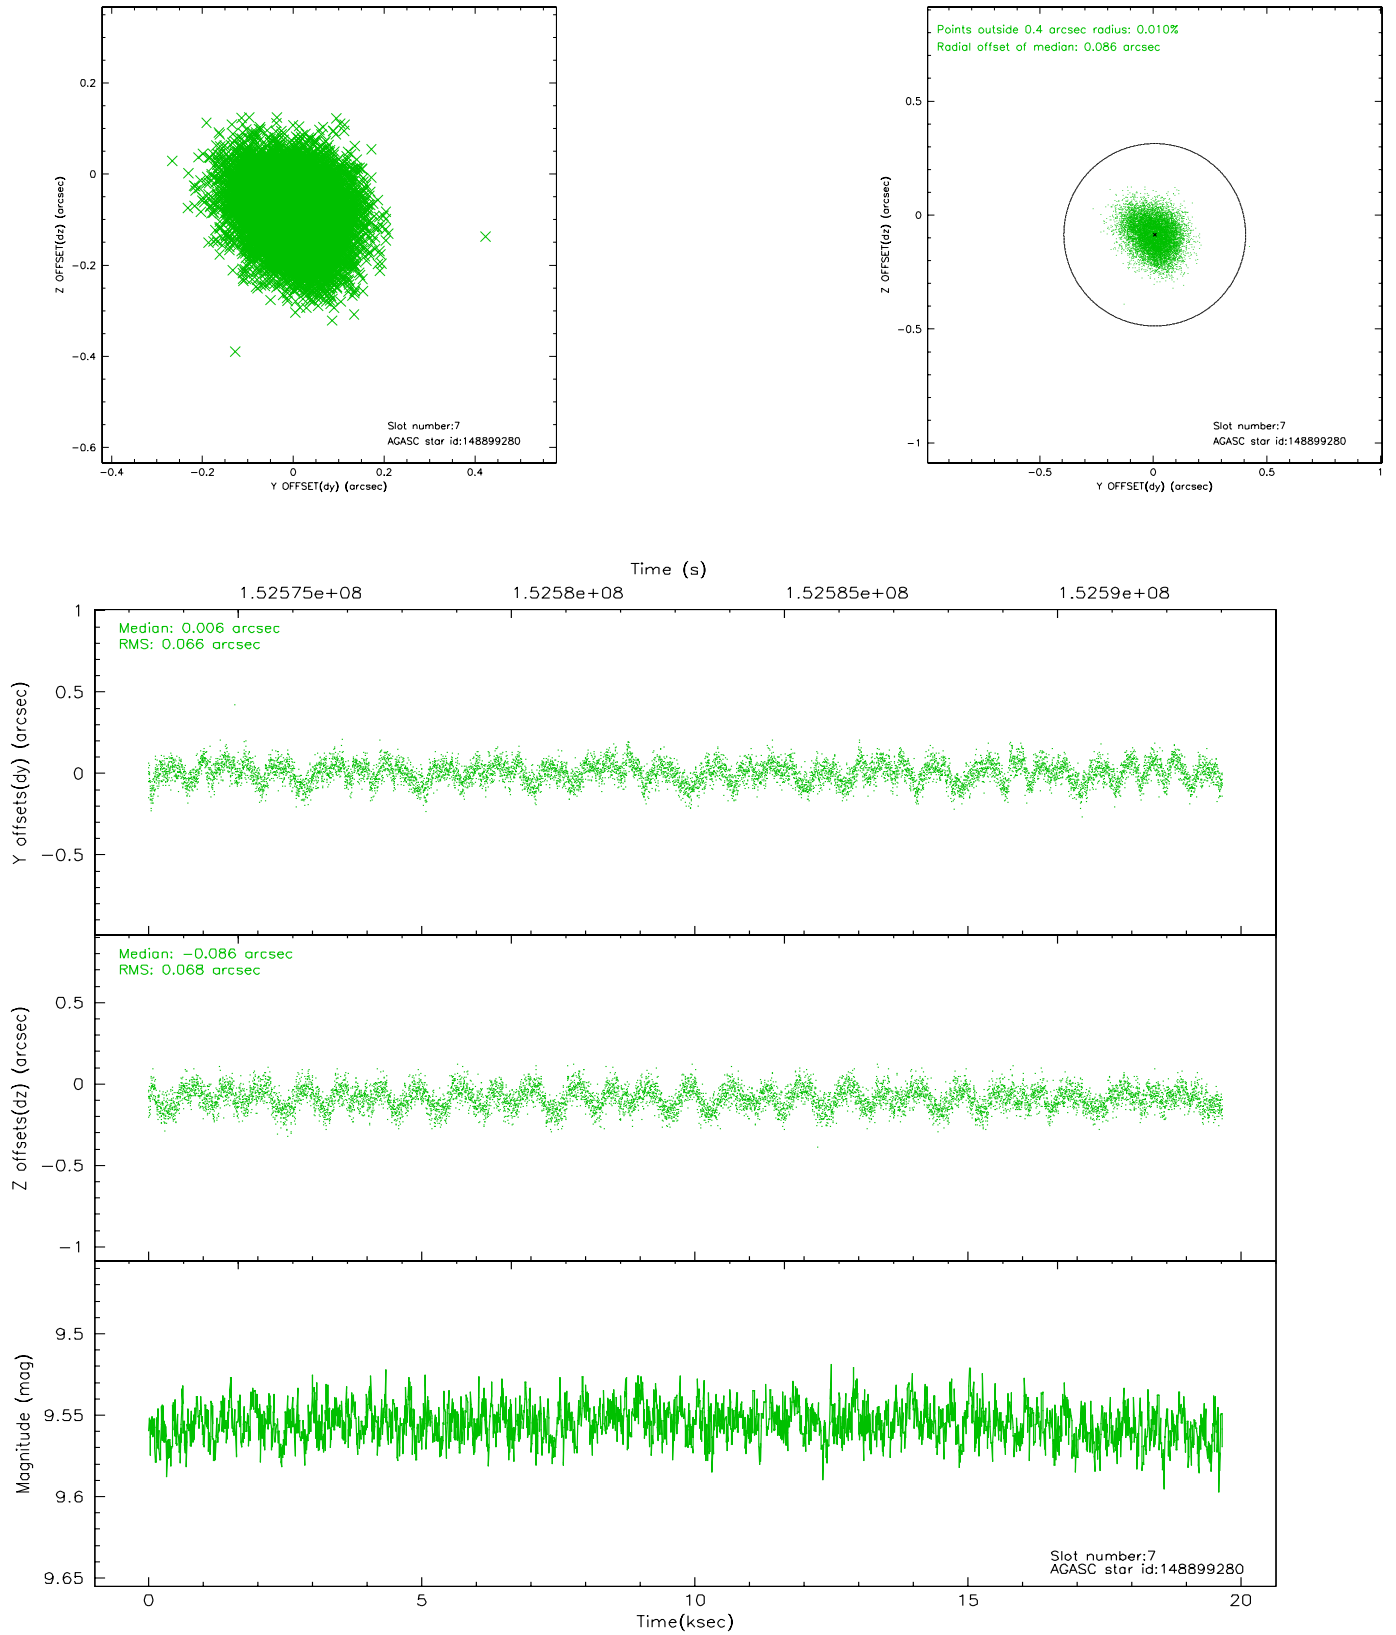 0.2
0
−0.2
−0.4
−0.6
Z OFFSET(dz) (arcsec)
Slot number:7
AGASC star id:148899280
−0.4
−0.2
0
0.2
0.4
Y OFFSET(dy) (arcsec)
Points outside 0.4 arcsec radius: 0.010%
Radial offset of median: 0.086 arcsec
0.5
0
−0.5
−1
Z OFFSET(dz) (arcsec)
Slot number:7
AGASC star id:148899280
−0.5
0
0.5
1
Y OFFSET(dy) (arcsec)
Time (s)
1.52575e+08
1.5258e+08
1.52585e+08
1.5259e+08
Median: 0.006 arcsec
RMS: 0.066 arcsec
1
0.5
0
−0.5
Y offsets(dy) (arcsec)
Median: −0.086 arcsec
RMS: 0.068 arcsec
0.5
0
−0.5
−1
Z offsets(dz) (arcsec)
9.5
9.55
9.6
9.65
Magnitude (mag)
Slot number:7
AGASC star id:148899280
0
5
10
15
20
Time(ksec)